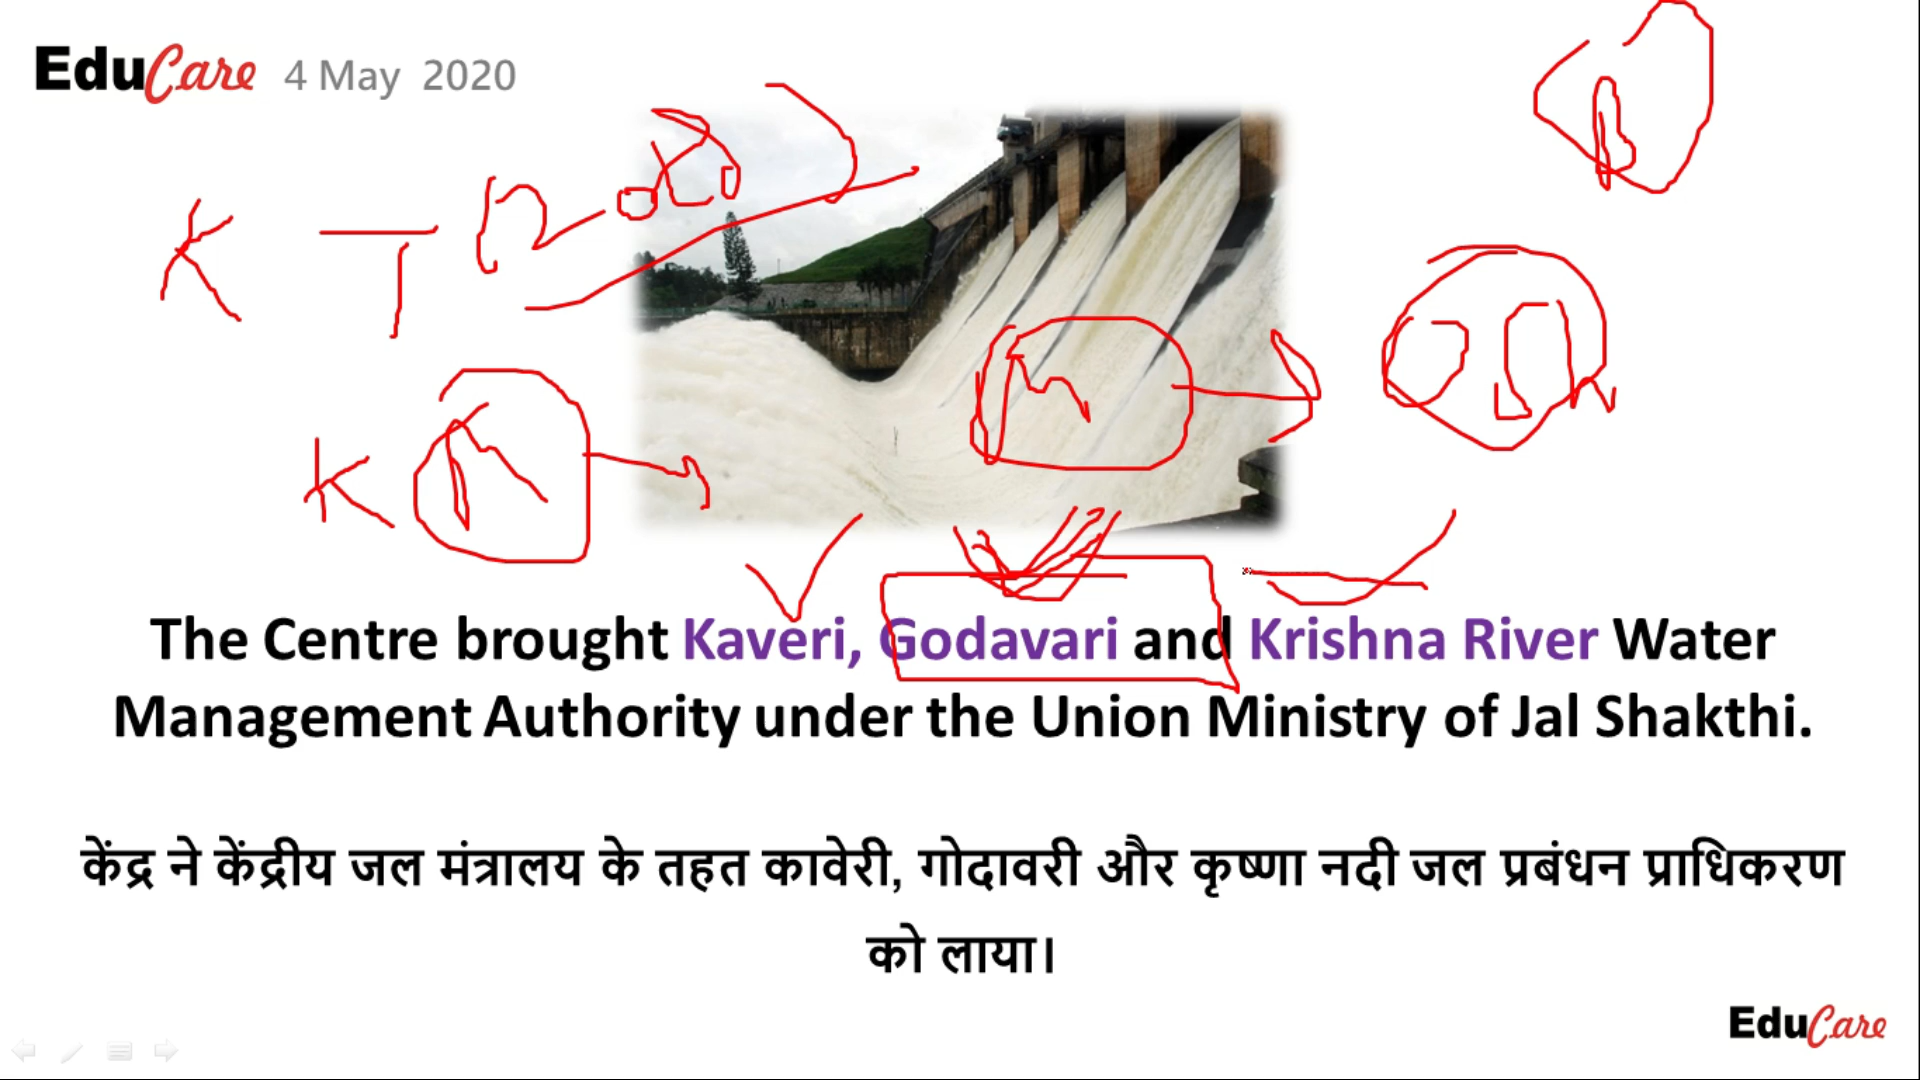 EduCare 4 May 2020
K T
K
The Centre brought Kaveri, Godavari and Krishna River Water
Management Authority under the Union Ministry of Jal Shakthi.
केंद्र ने केंद्रीय जल मंत्रालय के तहत कावेरी, गोदावरी और कृष्णा नदी जल प्रबंधन प्राधिकरण
को लाया।
EduCare